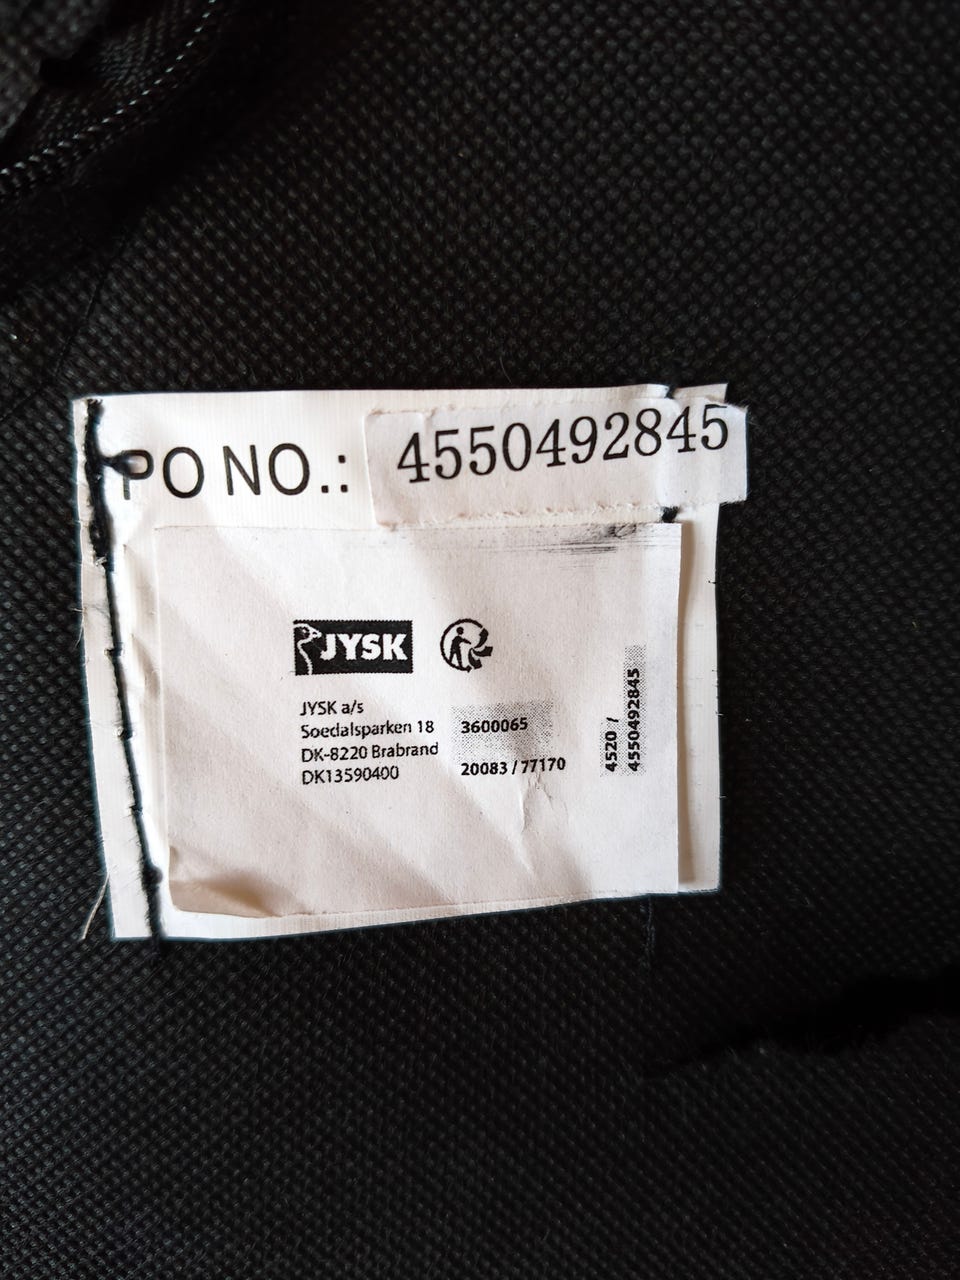 PO NO.: 4550492845
JYSK
JYSK a/s
Soedalsparken 18
DK-8220 Brabrand
DK13590400
3600065
20083 / 77170
4520 /
4550492845